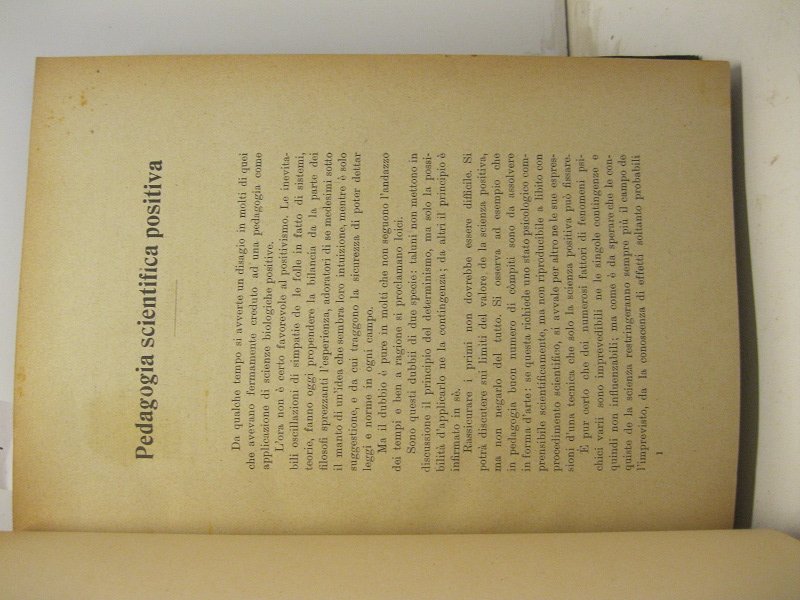 Pedagogia scientifica positiva
Da qualche tempo si avverte un disagio in molti di quei
che avevano fermamente creduto ad una pedagogia come
applicazione di scienze biologiche positive.
L'ora non è certo favorevole al positivismo. Le inevita-
bili oscillazioni di simpatie de le folle in fatto di sistemi,
teorie, fanno oggi propendere la bilancia da la parte dei
filosofi sprezzanti l'esperienza, adoratori di se medesimi sotto
il manto di un'idea che sembra loro intuizione, mentre è solo
suggestione, e da cui traggono la sicurezza di poter dettar
leggi e norme in ogni campo.
Ma il dubbio è pure in molti che non seguono l'andazzo
dei tempi e ben a ragione si proclamano loici.
Sono questi dubbi di due specie: taluni non mettono in
discussione il principio del determinismo, ma solo la possi-
bilità d'applicarlo ne la contingenza; da altri il principio è
infirmato in sè.
Rassicurare i primi non dovrebbe essere difficile. Si
potrà discutere sui limiti del valore de la scienza positiva,
ma non negarlo del tutto. Si osserva ad esempio che
in pedagogia buon numero di còmpiti sono da assolvere
in forma d'arte: se questa richiede uno stato psicologico com-
prensibile scientificamente, ma non riproducibile a libito con
procedimento scientifico, si avvale per altro ne le sue espres-
sioni d'una tecnica che solo la scienza positiva può fissare.
È pur certo che dei numerosi fattori di fenomeni psi-
chici varii sono imprevedibili ne le singole contingenze e
quindi non influenzabili; ma come è da sperare che le con-
quiste de la scienza restringeranno sempre più il campo de
l'imprevisto, da la conoscenza di effetti soltanto probabili
1